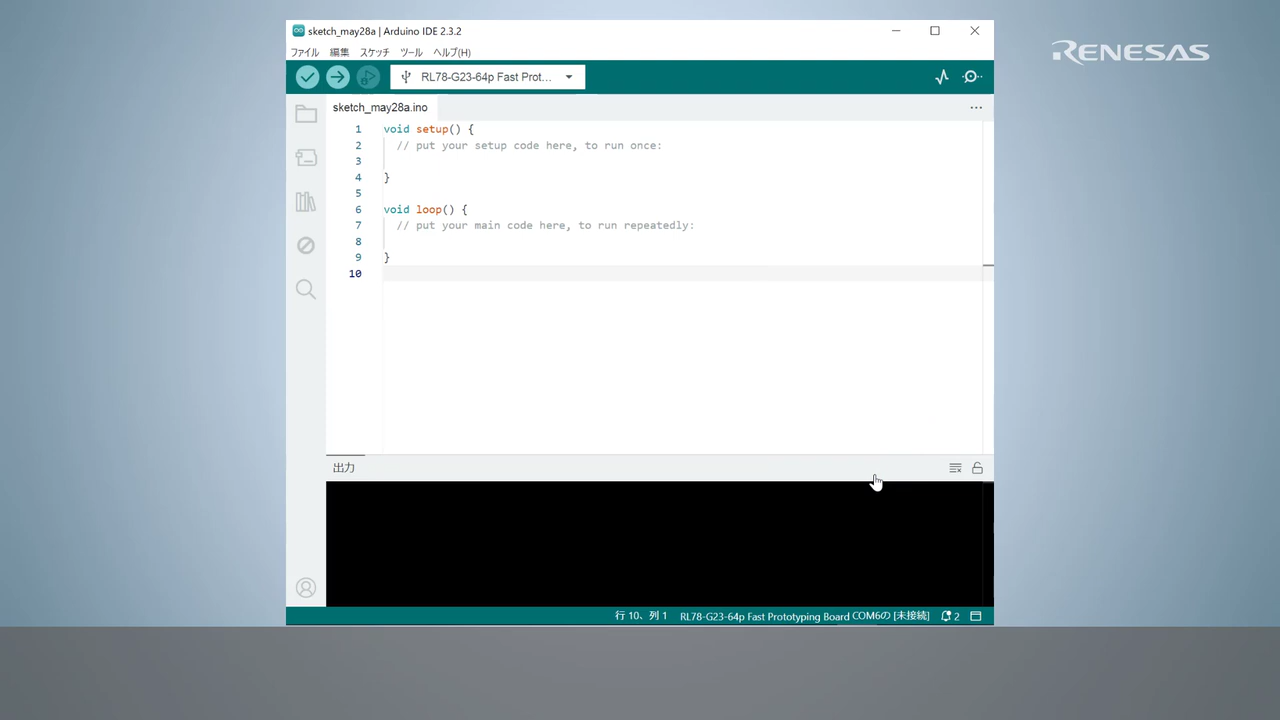 sketch_may28a | Arduino IDE 2.3.2
RENESAS
ファイル 編集 スケッチ ツール ヘルプ(H)
RL78-G23-64p Fast Prot...
sketch_may28a.ino
1 void setup() {
2 // put your setup code here, to run once:
3
4 }
5
6 void loop() {
7 // put your main code here, to run repeatedly:
8
9 }
10
出力
行 10、列 1 RL78-G23-64p Fast Prototyping Board COM6の [未接続] 2